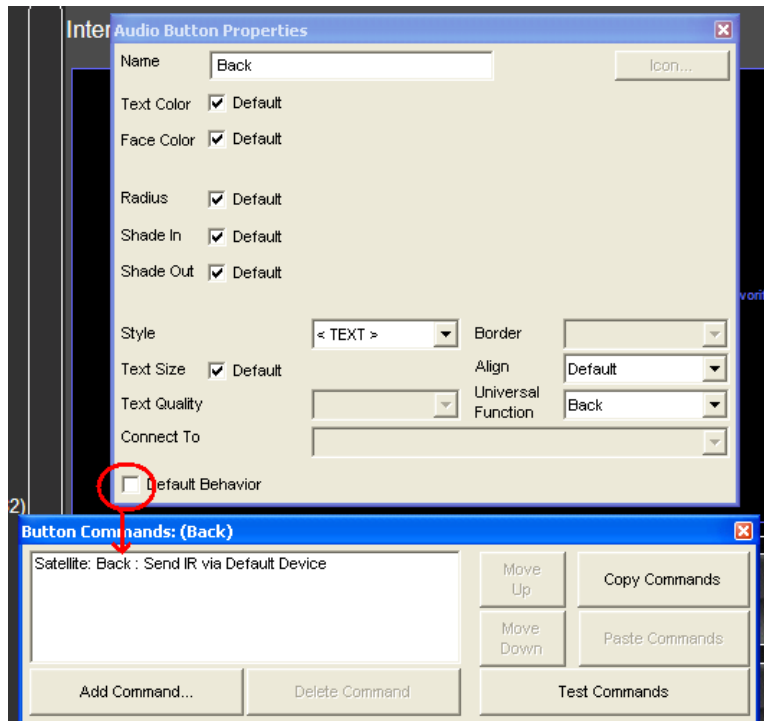 Inter
Audio Button Properties
Name Back Icon...
Text Color Default
Face Color Default
Radius Default
Shade In Default
Shade Out Default
vorit
Style < TEXT > Border
Text Size Default Align Default
Text Quality Universal Function Back
Connect To
Default Behavior
2)
Button Commands: (Back)
Satellite: Back : Send IR via Default Device
Move Up
Copy Commands
Move Down
Paste Commands
Add Command... Delete Command Test Commands